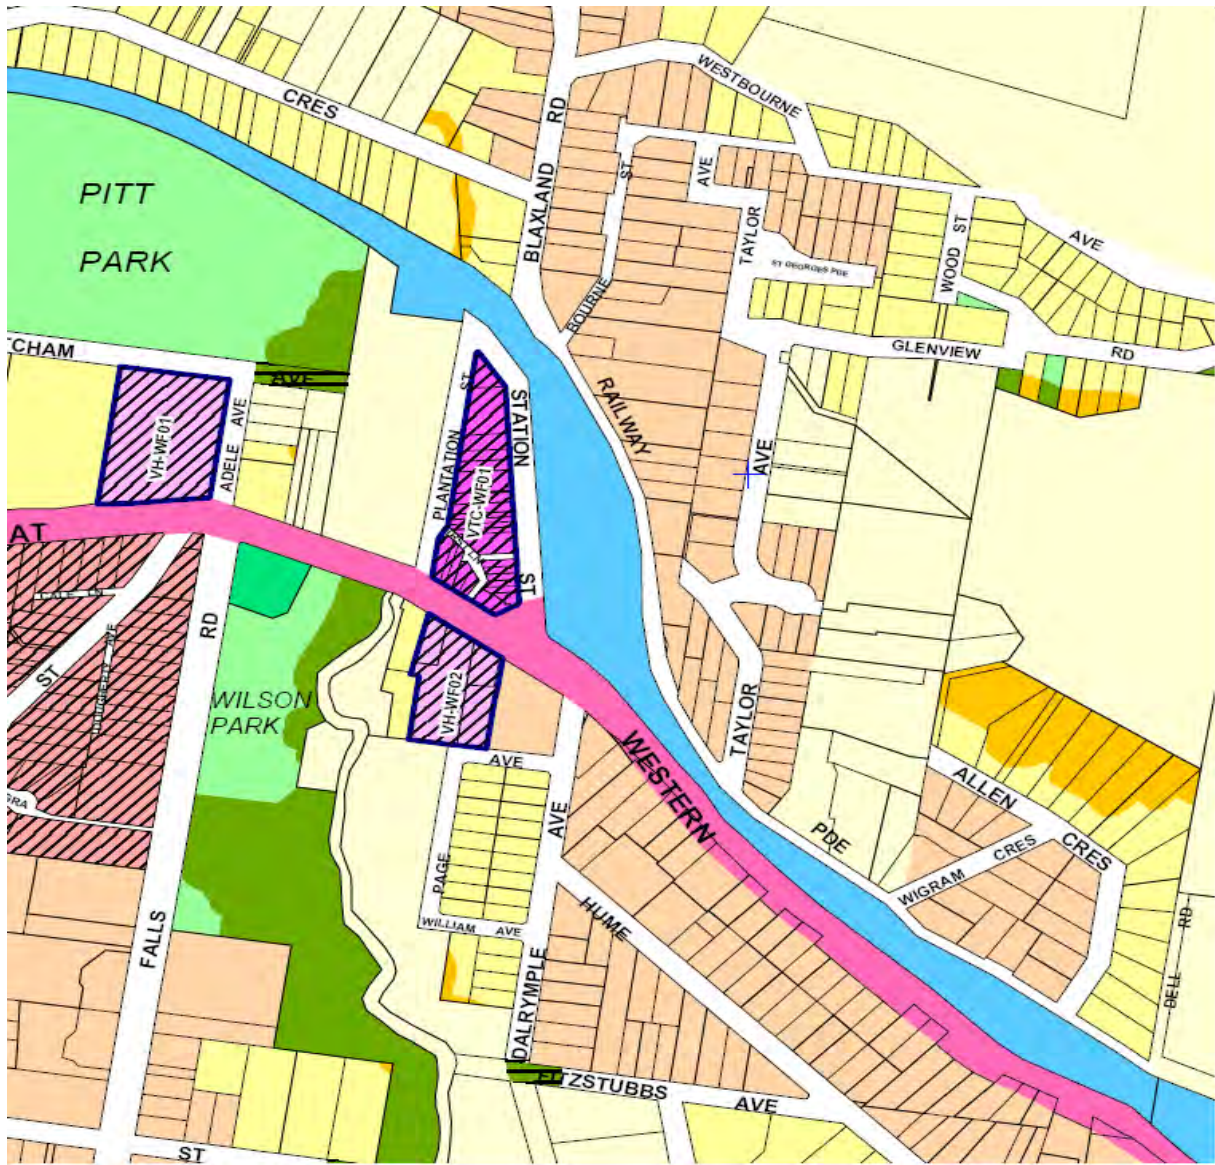 WESTBOURNE
CRES
RD
BLAXLAND
ST
AVE
PITT
PARK
TAYLOR
WOOD ST
AVE
ST GEORGES PDE
BOURNE
TCHAM
AVE
GLENVIEW
RD
ADELE AVE
VH-WF01
PLANTATION
ST
STATION
ST
VTC-WF01
RAILWAY
AVE
AT
RD
ST
WILSON
PARK
VH-WF02
TAYLOR
WESTERN
AVE
AVE
ALLEN
CRES
PDE
WIGRAM
CRES
PAGE
WILLIAM AVE
HUME
FALLS
DALRYMPLE
BELL
RD
FITZSTUBBS
AVE
ST